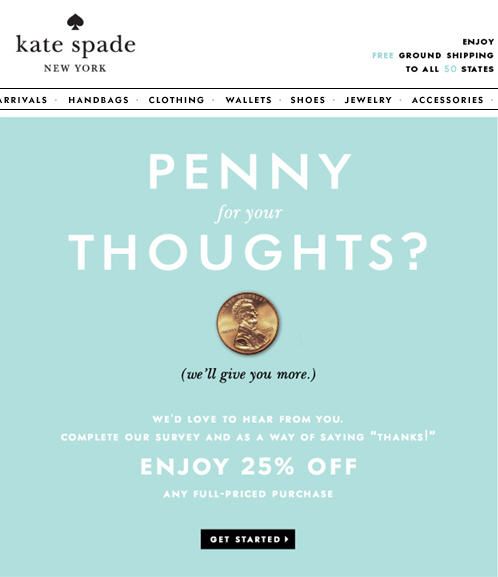 kate spade
NEW YORK
ENJOY
FREE GROUND SHIPPING
TO ALL 50 STATES
ARRIVALS · HANDBAGS · CLOTHING · WALLETS · SHOES · JEWELRY · ACCESSORIES ·
PENNY
for your
THOUGHTS?
(we'll give you more.)
WE'D LOVE TO HEAR FROM YOU.
COMPLETE OUR SURVEY AND AS A WAY OF SAYING "THANKS!"
ENJOY 25% OFF
ANY FULL-PRICED PURCHASE
GET STARTED